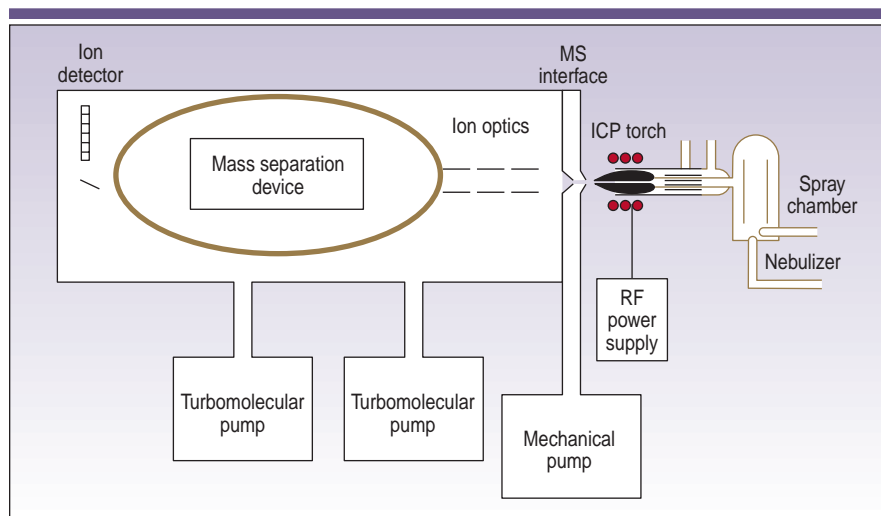 Ion
detector
MS
interface
Ion optics
ICP torch
Mass separation
device
Spray
chamber
Nebulizer
RF
power
supply
Turbomolecular
pump
Turbomolecular
pump
Mechanical
pump